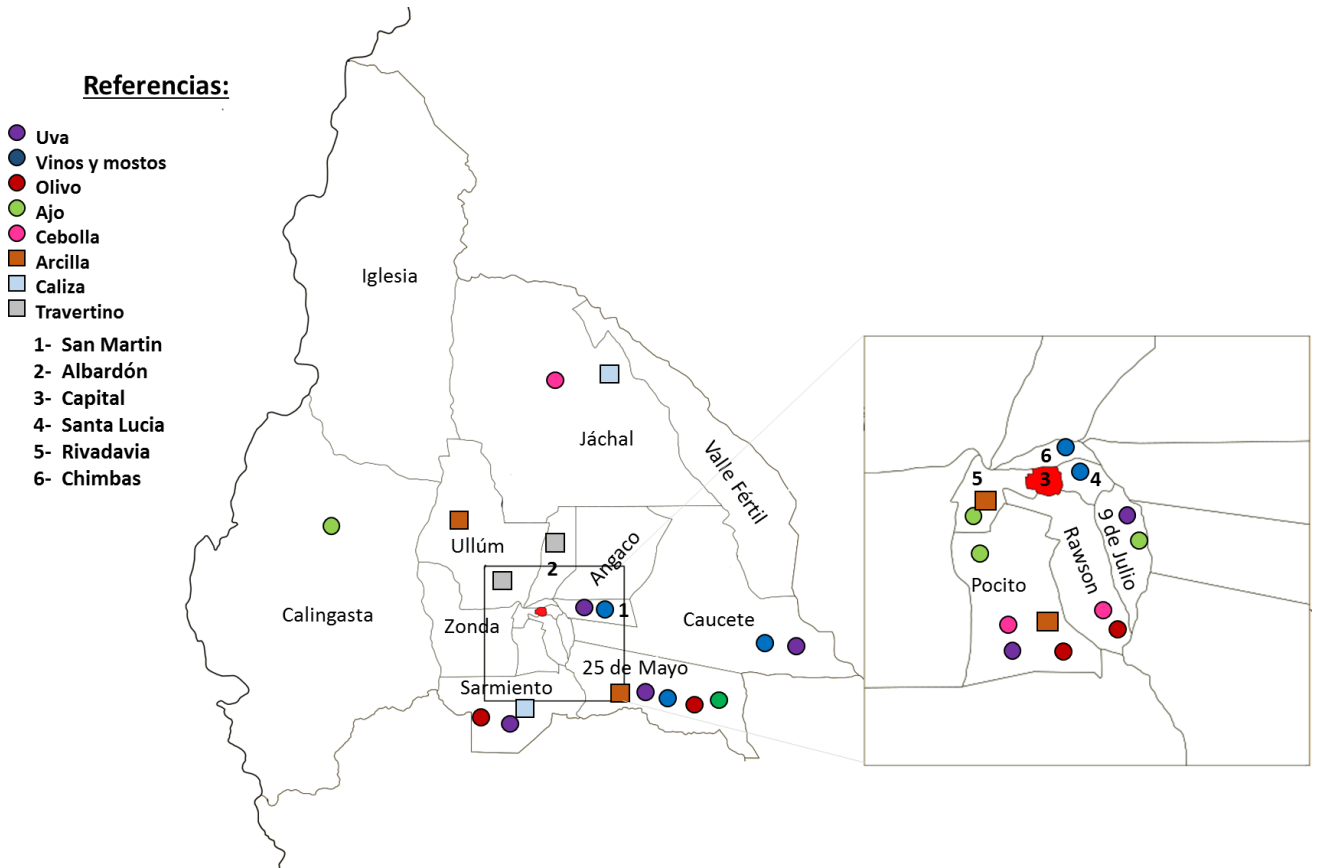 Referencias:
Uva
Vinos y mostos
Olivo
Ajo
Cebolla
Arcilla
Caliza
Travertino
1- San Martin
2- Albardón
3- Capital
4- Santa Lucia
5- Rivadavia
6- Chimbas
Iglesia
Jáchal
Valle Fértil
Ullúm
2
Angaco
Calingasta
Zonda
1
Caucete
25 de Mayo
Sarmiento
6
5
3
4
9 de Julio
Rawson
Pocito